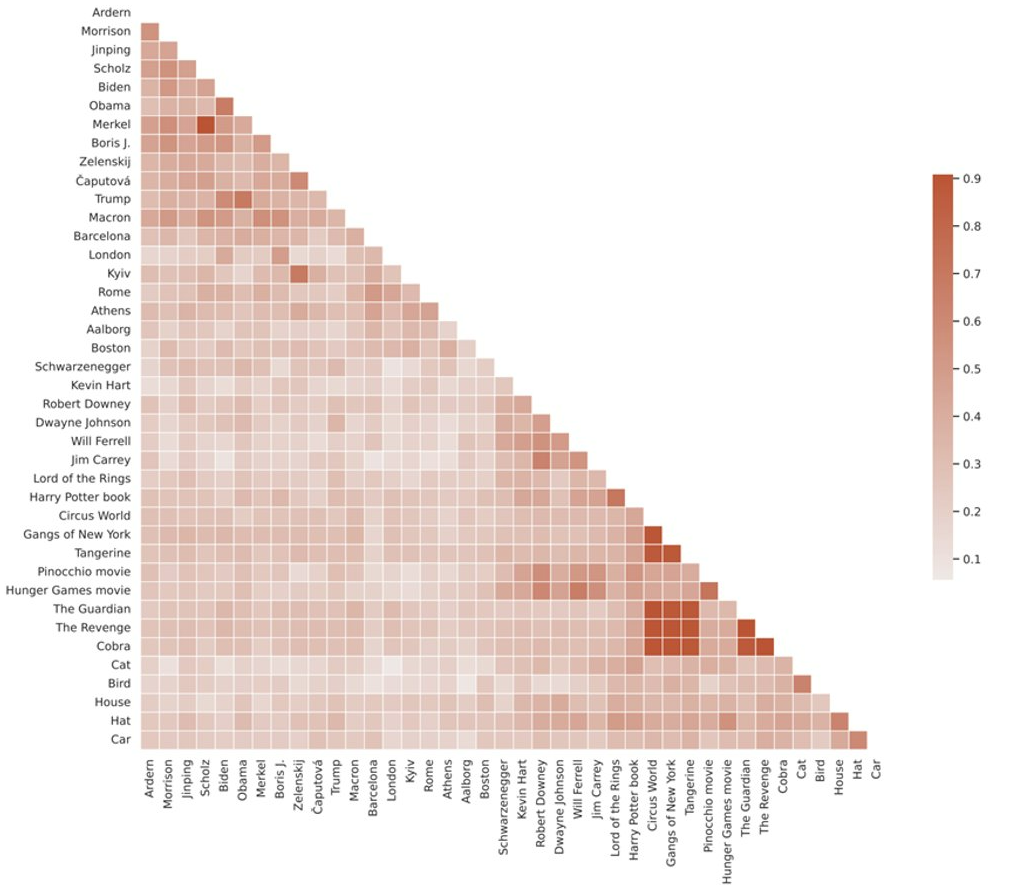 Ardern
Morrison
Jinping
Scholz
Biden
Obama
Merkel
Boris J.
Zelenskij
Čaputová
Trump
Macron
Barcelona
London
Kyiv
Rome
Athens
Aalborg
Boston
Schwarzenegger
Kevin Hart
Robert Downey
Dwayne Johnson
Will Ferrell
Jim Carrey
Lord of the Rings
Harry Potter book
Circus World
Gangs of New York
Tangerine
Pinocchio movie
Hunger Games movie
The Guardian
The Revenge
Cobra
Cat
Bird
House
Hat
Car
Ardern
Morrison
Jinping
Scholz
Biden
Obama
Merkel
Boris J.
Zelenskij
Čaputová
Trump
Macron
Barcelona
London
Kyiv
Rome
Athens
Aalborg
Boston
Schwarzenegger
Kevin Hart
Robert Downey
Dwayne Johnson
Will Ferrell
Jim Carrey
Lord of the Rings
Harry Potter book
Circus World
Gangs of New York
Tangerine
Pinocchio movie
Hunger Games movie
The Guardian
The Revenge
Cobra
Cat
Bird
House
Hat
Car
0.9
0.8
0.7
0.6
0.5
0.4
0.3
0.2
0.1